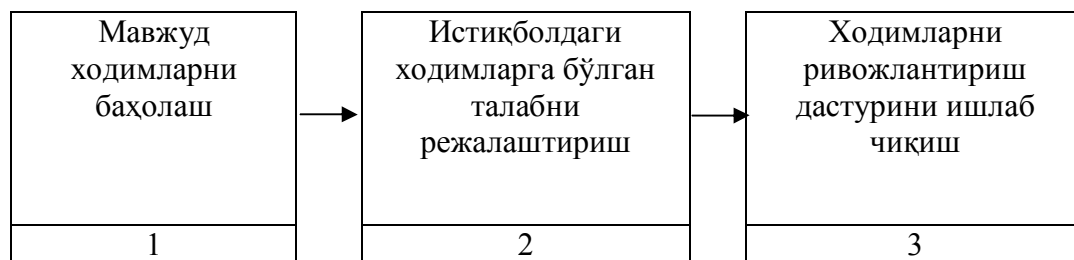 Мавжуд
ходимларни
баҳолаш
1
Истиқболдаги
ходимларга бўлган
талабни
режалаштириш
2
Ходимларни
ривожлантириш
дастурини ишлаб
чиқиш
3